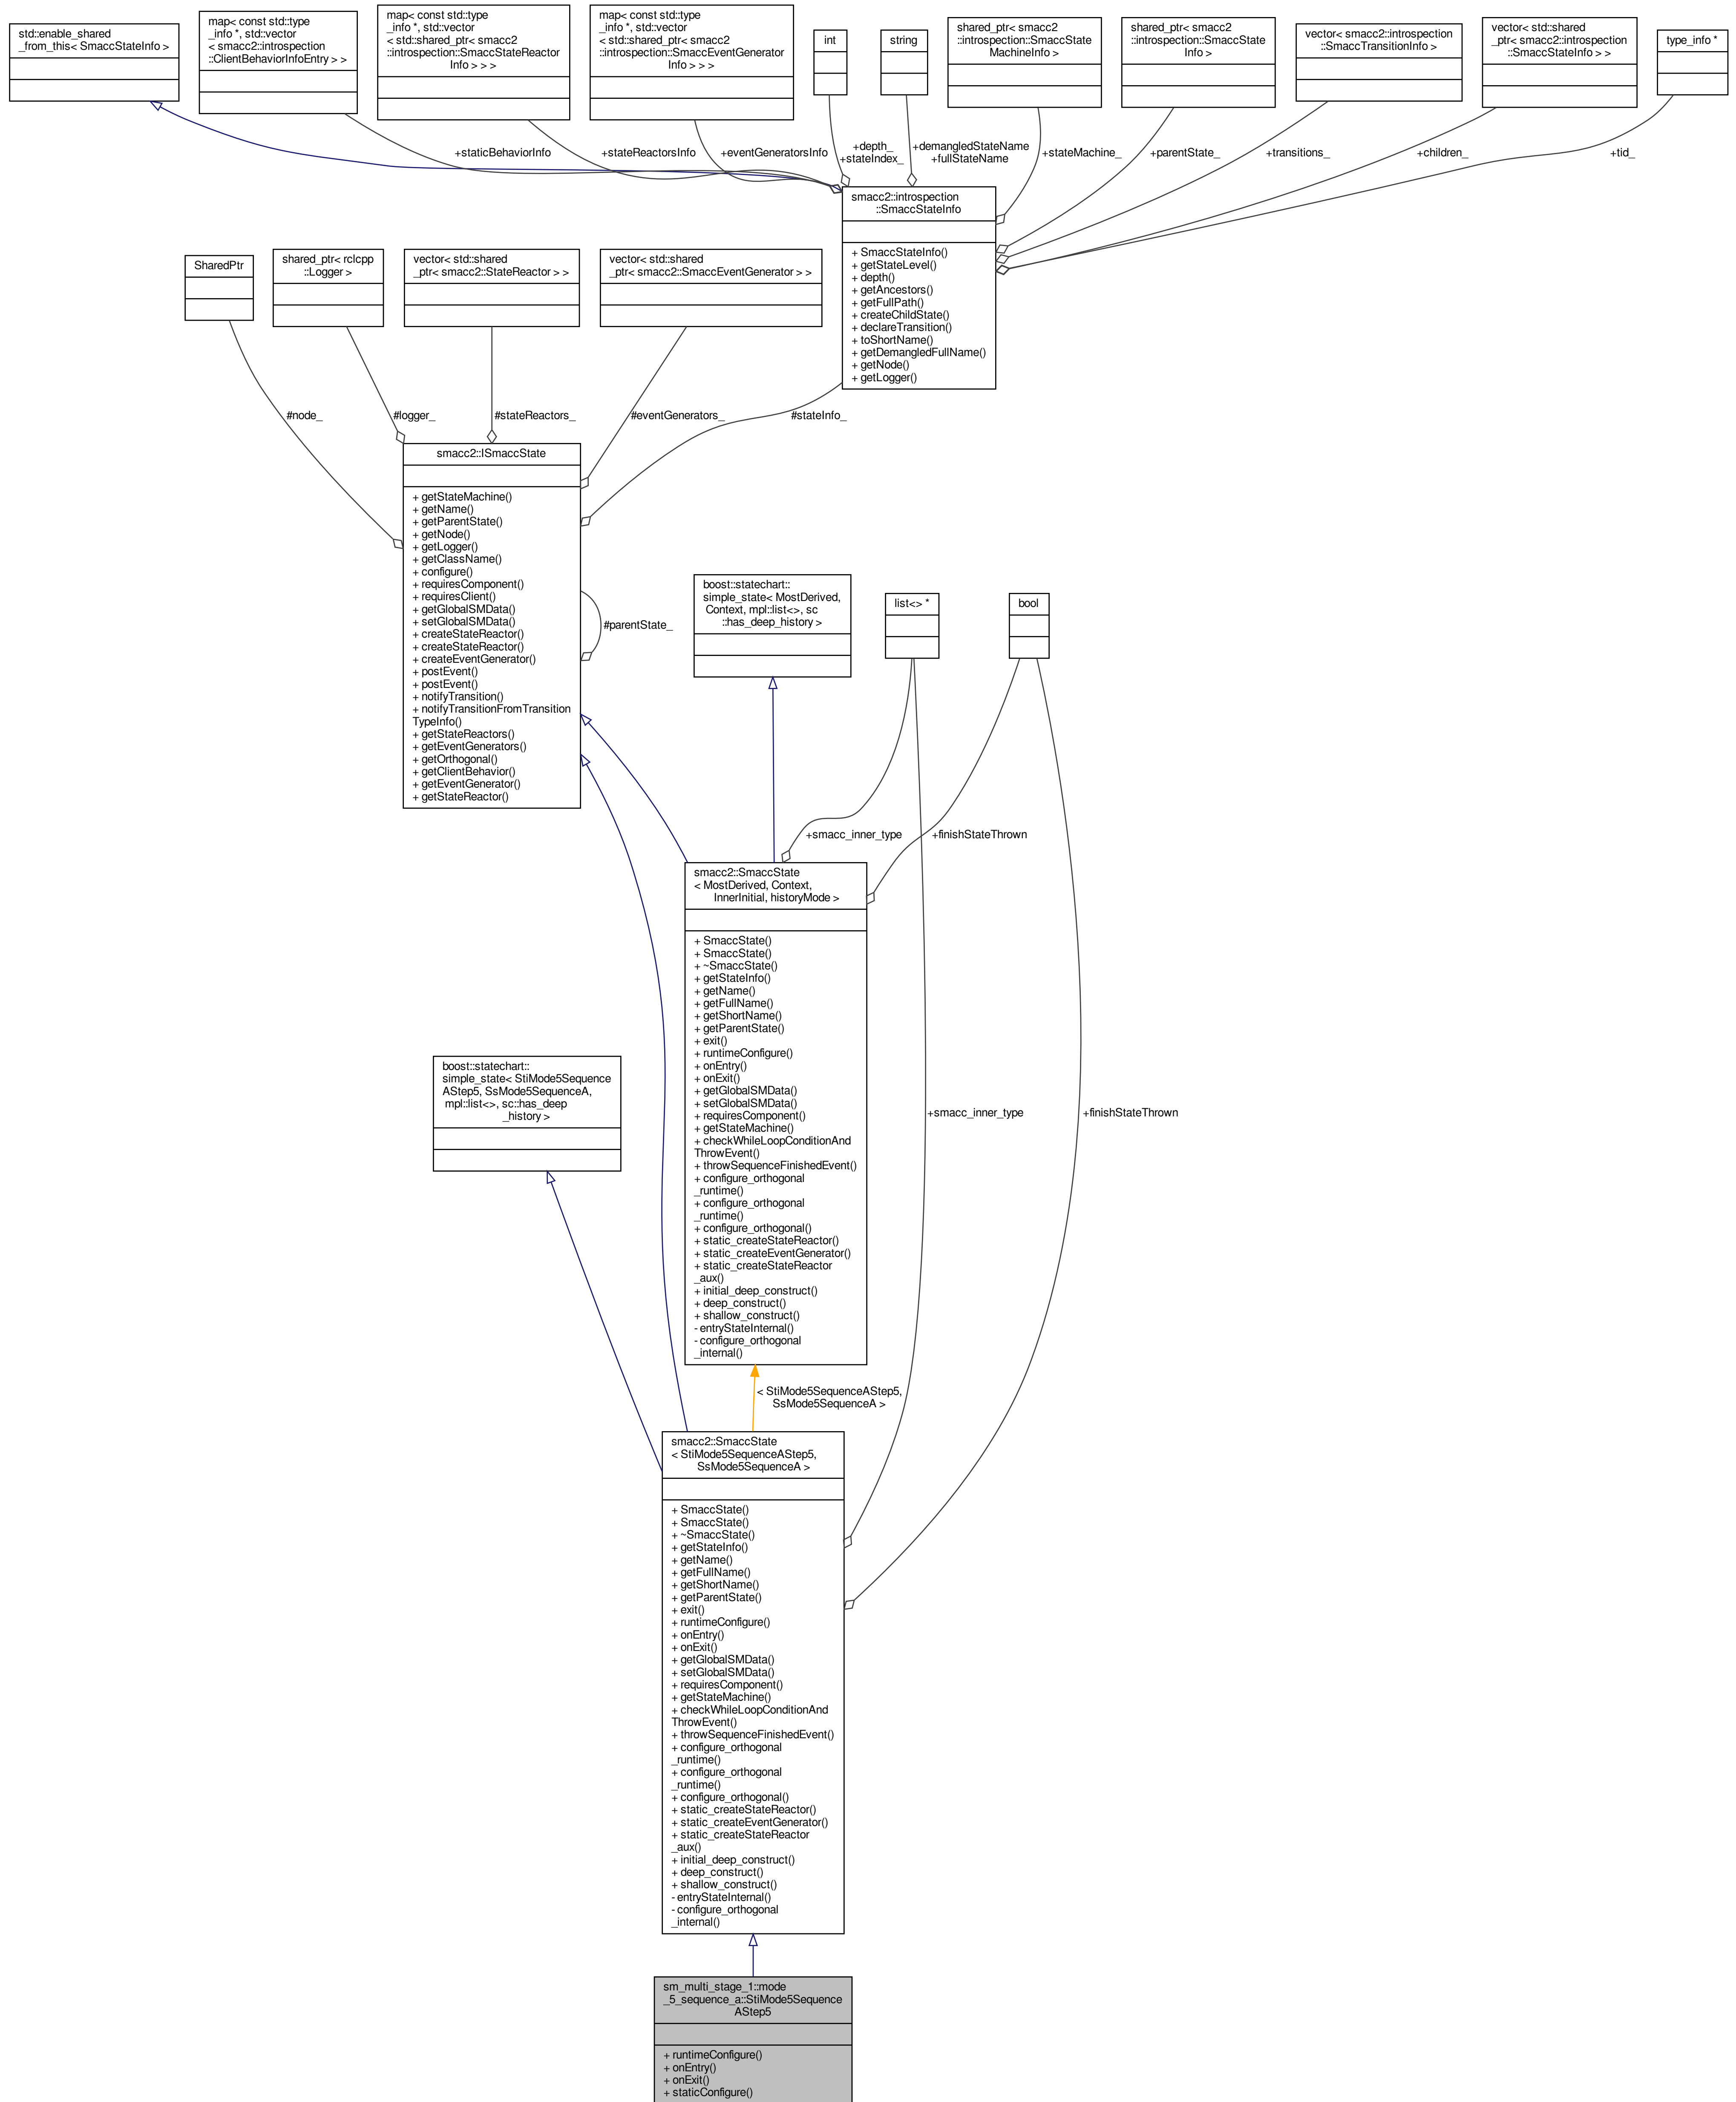 std::enable_shared
_from_this< SmaccStateInfo >
map< const std::type
_info *, std::vector
< smacc2::introspection
::ClientBehaviorInfoEntry > >
map< const std::type
_info *, std::vector
< std::shared_ptr< smacc2
::introspection::SmaccStateReactor
Info > > >
map< const std::type
_info *, std::vector
< std::shared_ptr< smacc2
::introspection::SmaccEventGenerator
Info > > >
int
string
shared_ptr< smacc2
::introspection::SmaccState
MachineInfo >
shared_ptr< smacc2
::introspection::SmaccState
Info >
vector< smacc2::introspection
::SmaccTransitionInfo >
vector< std::shared
_ptr< smacc2::introspection
::SmaccStateInfo > >
type_info *
+staticBehaviorInfo
+stateReactorsInfo
+eventGeneratorsInfo
+depth_
+stateIndex_
+demangledStateName
+fullStateName
+stateMachine_
+parentState_
+transitions_
+children_
+tid_
smacc2::introspection
::SmaccStateInfo
+ SmaccStateInfo()
+ getStateLevel()
+ depth()
+ getAncestors()
+ getFullPath()
+ createChildState()
+ declareTransition()
+ toShortName()
+ getDemangledFullName()
+ getNode()
+ getLogger()
SharedPtr
shared_ptr< rclcpp
::Logger >
vector< std::shared
_ptr< smacc2::StateReactor > >
vector< std::shared
_ptr< smacc2::SmaccEventGenerator > >
#node_
#logger_
#stateReactors_
#eventGenerators_
#stateInfo_
smacc2::ISmaccState
+ getStateMachine()
+ getName()
+ getParentState()
+ getNode()
+ getLogger()
+ getClassName()
+ configure()
+ requiresComponent()
+ requiresClient()
+ getGlobalSMData()
+ setGlobalSMData()
+ createStateReactor()
+ createStateReactor()
+ createEventGenerator()
+ postEvent()
+ postEvent()
+ notifyTransition()
+ notifyTransitionFromTransition
TypeInfo()
+ getStateReactors()
+ getEventGenerators()
+ getOrthogonal()
+ getClientBehavior()
+ getEventGenerator()
+ getStateReactor()
#parentState_
boost::statechart::
simple_state< MostDerived,
Context, mpl::list<>, sc
::has_deep_history >
list<> *
bool
+smacc_inner_type
+finishStateThrown
smacc2::SmaccState
< MostDerived, Context,
InnerInitial, historyMode >
+ SmaccState()
+ SmaccState()
+ ~SmaccState()
+ getStateInfo()
+ getName()
+ getFullName()
+ getShortName()
+ getParentState()
+ exit()
+ runtimeConfigure()
+ onEntry()
+ onExit()
+ getGlobalSMData()
+ setGlobalSMData()
+ requiresComponent()
+ getStateMachine()
+ checkWhileLoopConditionAnd
ThrowEvent()
+ throwSequenceFinishedEvent()
+ configure_orthogonal
_runtime()
+ configure_orthogonal
_runtime()
+ configure_orthogonal()
+ static_createStateReactor()
+ static_createEventGenerator()
+ static_createStateReactor
_aux()
+ initial_deep_construct()
+ deep_construct()
+ shallow_construct()
- entryStateInternal()
- configure_orthogonal
_internal()
boost::statechart::
simple_state< StiMode5Sequence
AStep5, SsMode5SequenceA,
mpl::list<>, sc::has_deep
_history >
+smacc_inner_type
+finishStateThrown
< StiMode5SequenceAStep5,
SsMode5SequenceA >
smacc2::SmaccState
< StiMode5SequenceAStep5,
SsMode5SequenceA >
+ SmaccState()
+ SmaccState()
+ ~SmaccState()
+ getStateInfo()
+ getName()
+ getFullName()
+ getShortName()
+ getParentState()
+ exit()
+ runtimeConfigure()
+ onEntry()
+ onExit()
+ getGlobalSMData()
+ setGlobalSMData()
+ requiresComponent()
+ getStateMachine()
+ checkWhileLoopConditionAnd
ThrowEvent()
+ throwSequenceFinishedEvent()
+ configure_orthogonal
_runtime()
+ configure_orthogonal
_runtime()
+ configure_orthogonal()
+ static_createStateReactor()
+ static_createEventGenerator()
+ static_createStateReactor
_aux()
+ initial_deep_construct()
+ deep_construct()
+ shallow_construct()
- entryStateInternal()
- configure_orthogonal
_internal()
sm_multi_stage_1::mode
_5_sequence_a::StiMode5Sequence
AStep5
+ runtimeConfigure()
+ onEntry()
+ onExit()
+ staticConfigure()